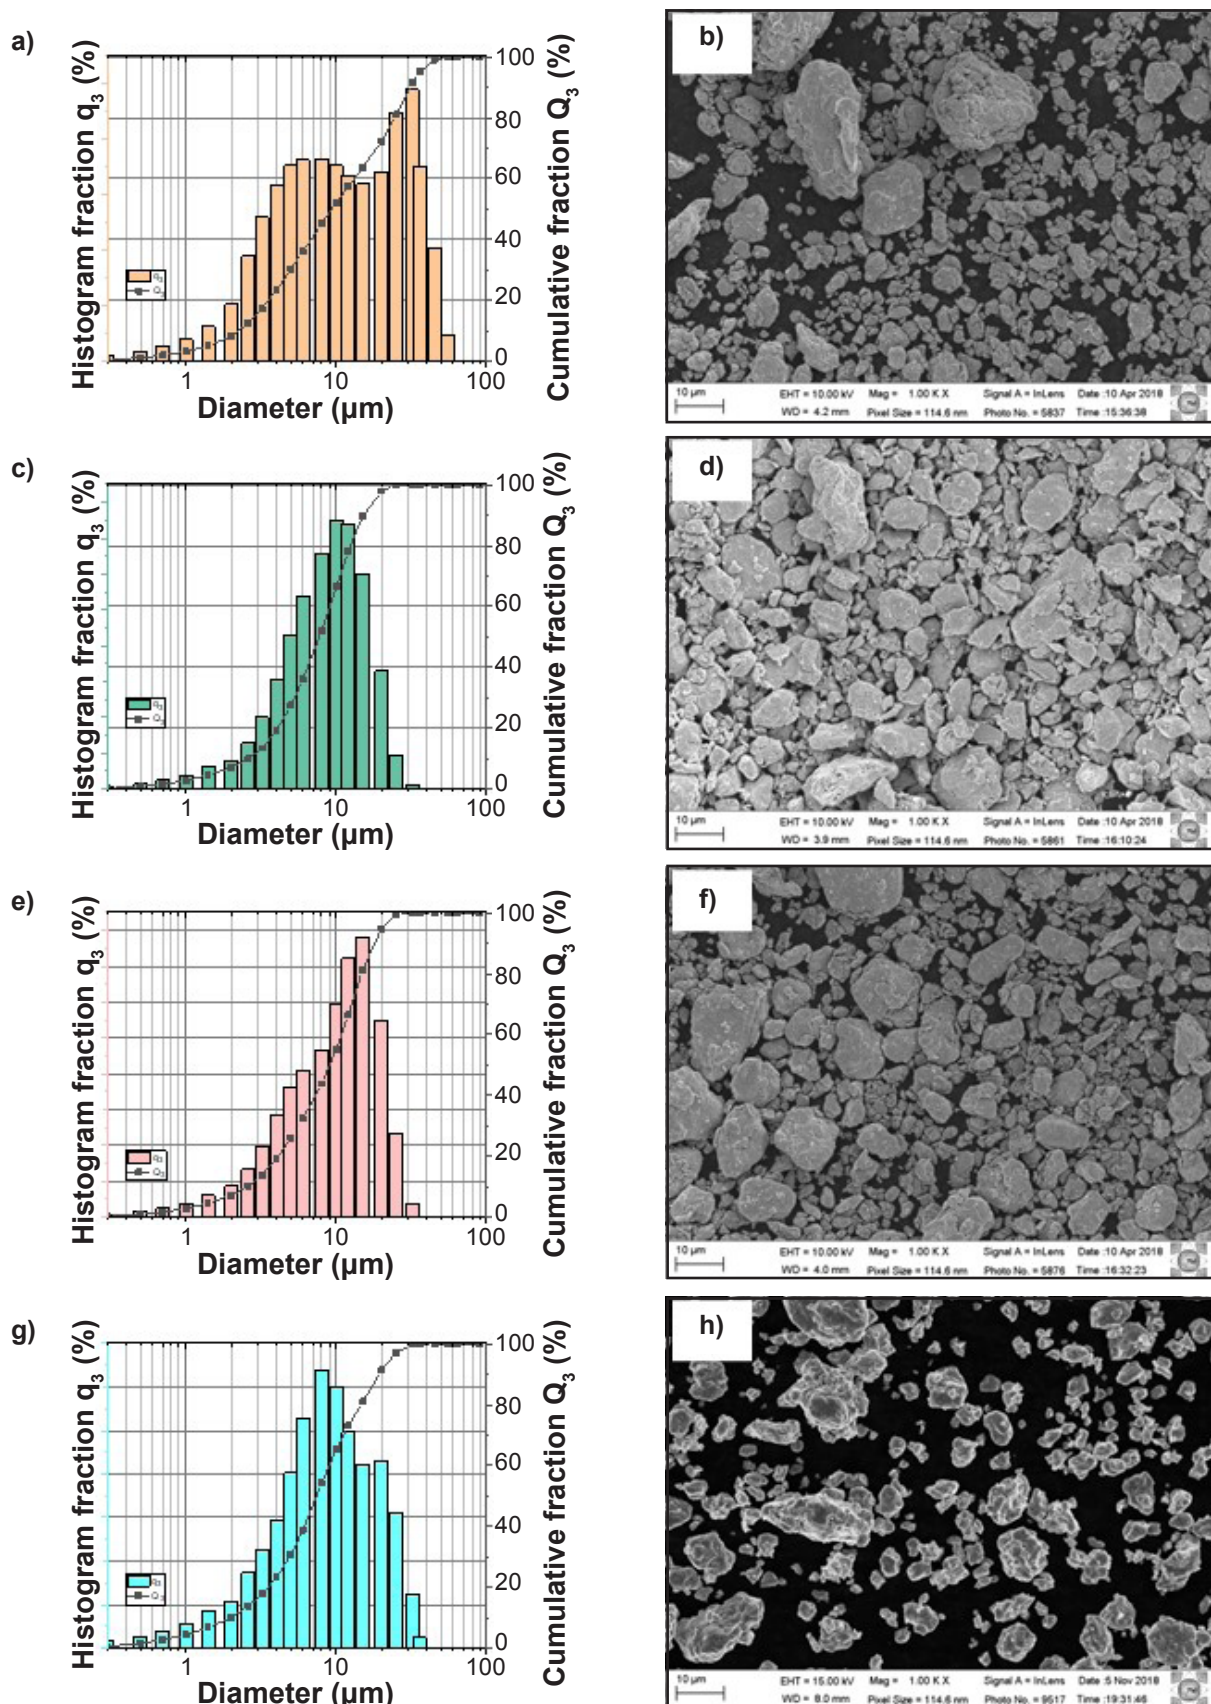 a)
Histogram fraction q3 (%)
100
80
60
40
20
0
Cumulative fraction Q3 (%)
q3
Q3
1 10 100
Diameter (µm)
b)
10 µm
EHT = 10.00 kV Mag = 1.00 K X Signal A = InLens Date :10 Apr 2018
WD = 4.2 mm Pixel Size = 114.6 nm Photo No. = 5837 Time :15:36:38
c)
Histogram fraction q3 (%)
100
80
60
40
20
0
Cumulative fraction Q3 (%)
q3
Q3
1 10 100
Diameter (µm)
d)
10 µm
EHT = 10.00 kV Mag = 1.00 K X Signal A = InLens Date :10 Apr 2018
WD = 3.9 mm Pixel Size = 114.6 nm Photo No. = 5861 Time :16:10:24
e)
Histogram fraction q3 (%)
100
80
60
40
20
0
Cumulative fraction Q3 (%)
q3
Q3
1 10 100
Diameter (µm)
f)
10 µm
EHT = 10.00 kV Mag = 1.00 K X Signal A = InLens Date :10 Apr 2018
WD = 4.0 mm Pixel Size = 114.6 nm Photo No. = 5876 Time :16:32:23
g)
Histogram fraction q3 (%)
100
80
60
40
20
0
Cumulative fraction Q3 (%)
q3
Q3
1 10 100
Diameter (µm)
h)
10 µm
EHT = 15.00 kV Mag = 1.00 K X Signal A = InLens Date :5 Nov 2018
WD = 8.0 mm Pixel Size = 114.6 nm Photo No. = 9517 Time :19:31:46